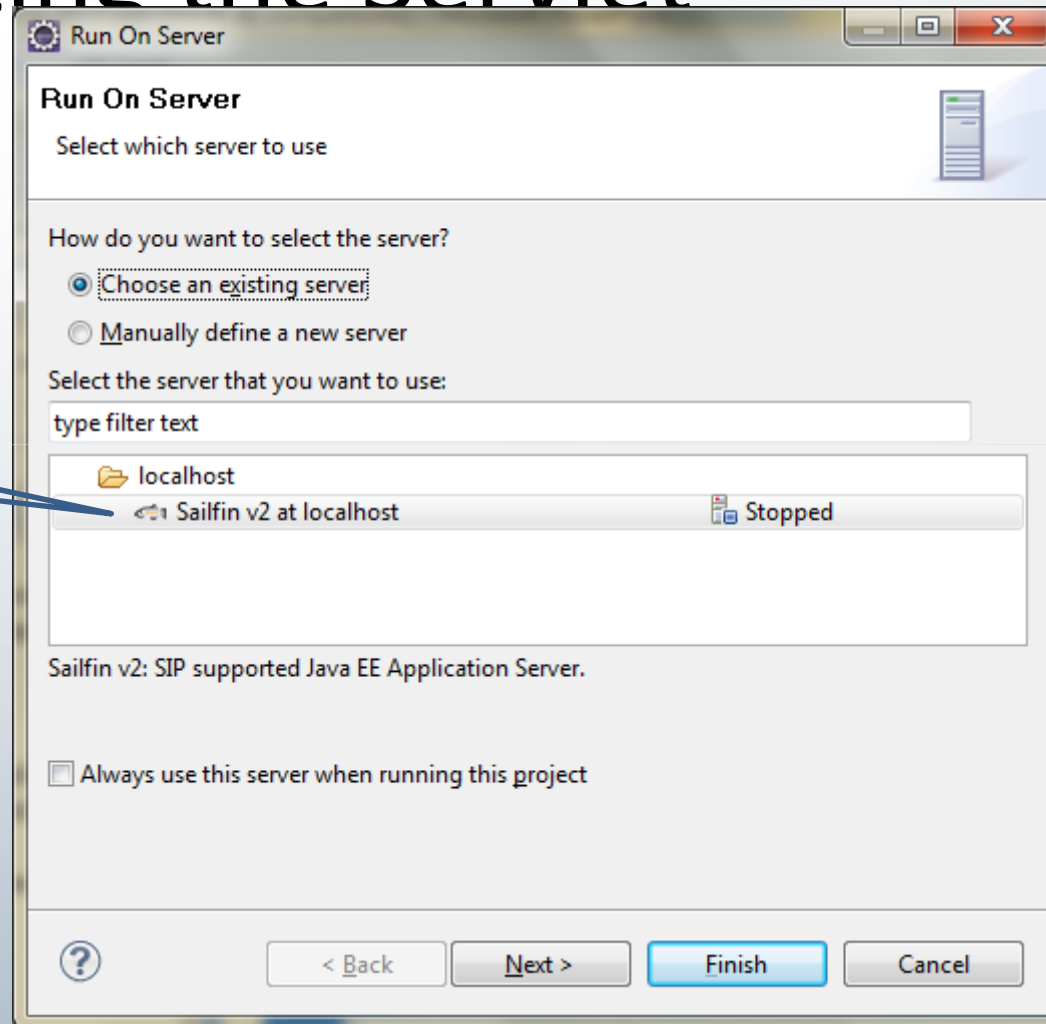 the Servlet
Run On Server
Run On Server
Select which server to use
How do you want to select the server?
Choose an existing server
Manually define a new server
Select the server that you want to use:
type filter text
localhost
Sailfin v2 at localhost Stopped
Sailfin v2: SIP supported Java EE Application Server.
Always use this server when running this project
? < Back Next > Finish Cancel